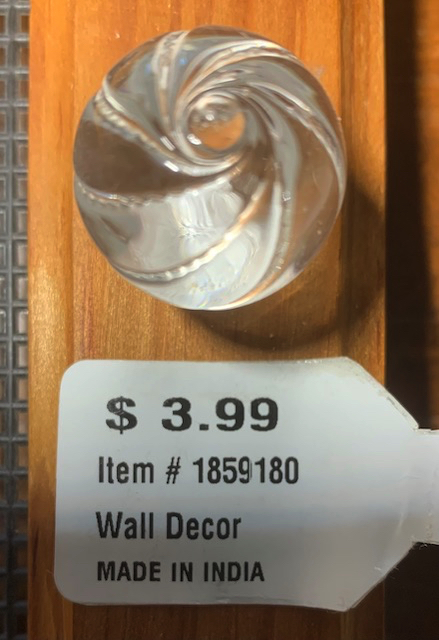 $ 3.99
Item # 1859180
Wall Decor
MADE IN INDIA